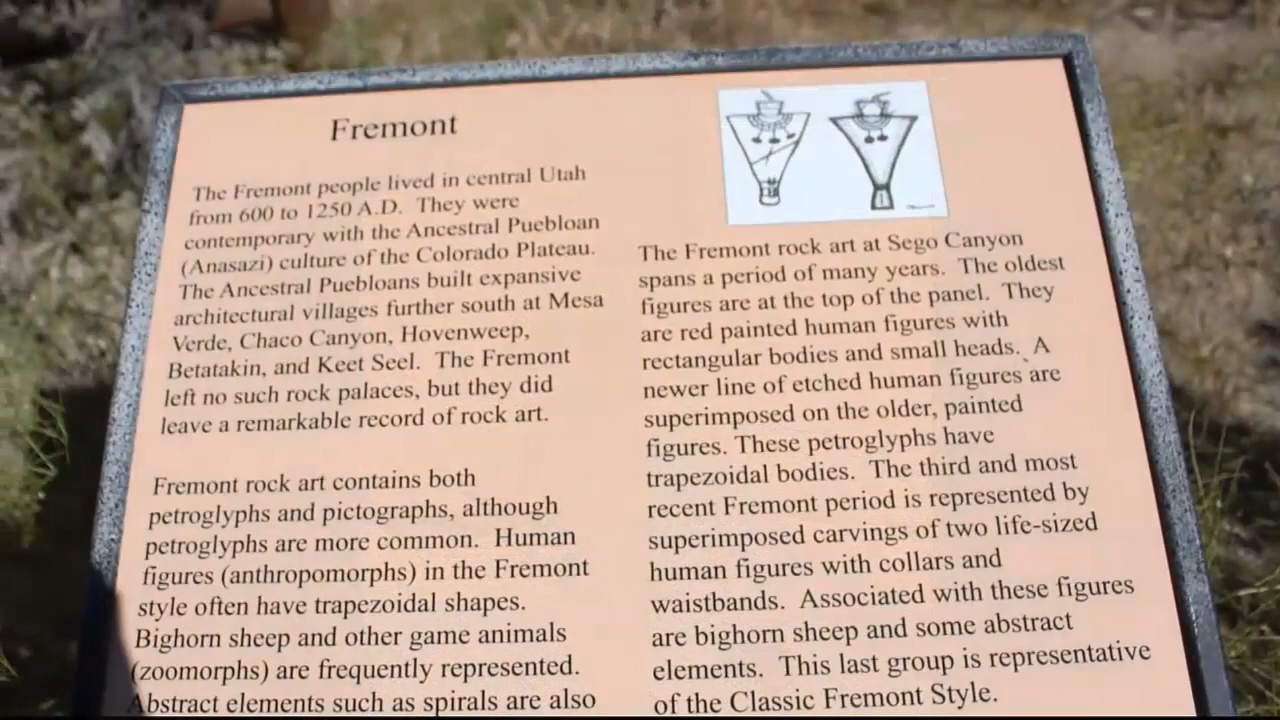 Fremont
The Fremont people lived in central Utah
from 600 to 1250 A.D. They were
contemporary with the Ancestral Puebloan
(Anasazi) culture of the Colorado Plateau.
The Ancestral Puebloans built expansive
architectural villages further south at Mesa
Verde, Chaco Canyon, Hovenweep,
Betatakin, and Keet Seel. The Fremont
left no such rock palaces, but they did
leave a remarkable record of rock art.
Fremont rock art contains both
petroglyphs and pictographs, although
petroglyphs are more common. Human
figures (anthropomorphs) in the Fremont
style often have trapezoidal shapes.
Bighorn sheep and other game animals
(zoomorphs) are frequently represented.
Abstract elements such as spirals are also
The Fremont rock art at Sego Canyon
spans a period of many years. The oldest
figures are at the top of the panel. They
are red painted human figures with
rectangular bodies and small heads. A
newer line of etched human figures are
superimposed on the older, painted
figures. These petroglyphs have
trapezoidal bodies. The third and most
recent Fremont period is represented by
superimposed carvings of two life-sized
human figures with collars and
waistbands. Associated with these figures
are bighorn sheep and some abstract
elements. This last group is representative
of the Classic Fremont Style.